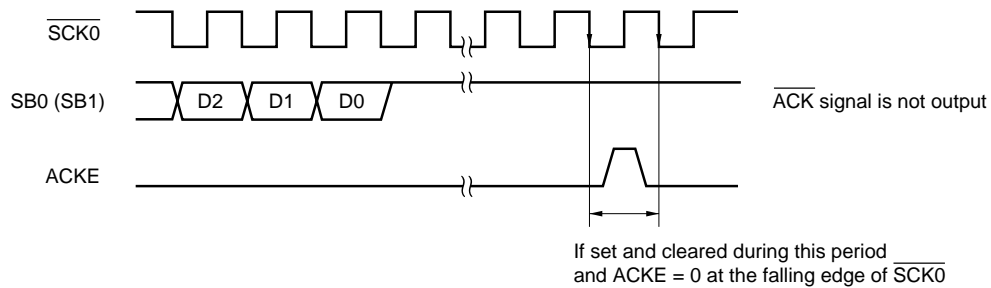 SCK0
SB0 (SB1)
D2
D1
D0
ACK signal is not output
ACKE
If set and cleared during this period
and ACKE = 0 at the falling edge of SCK0